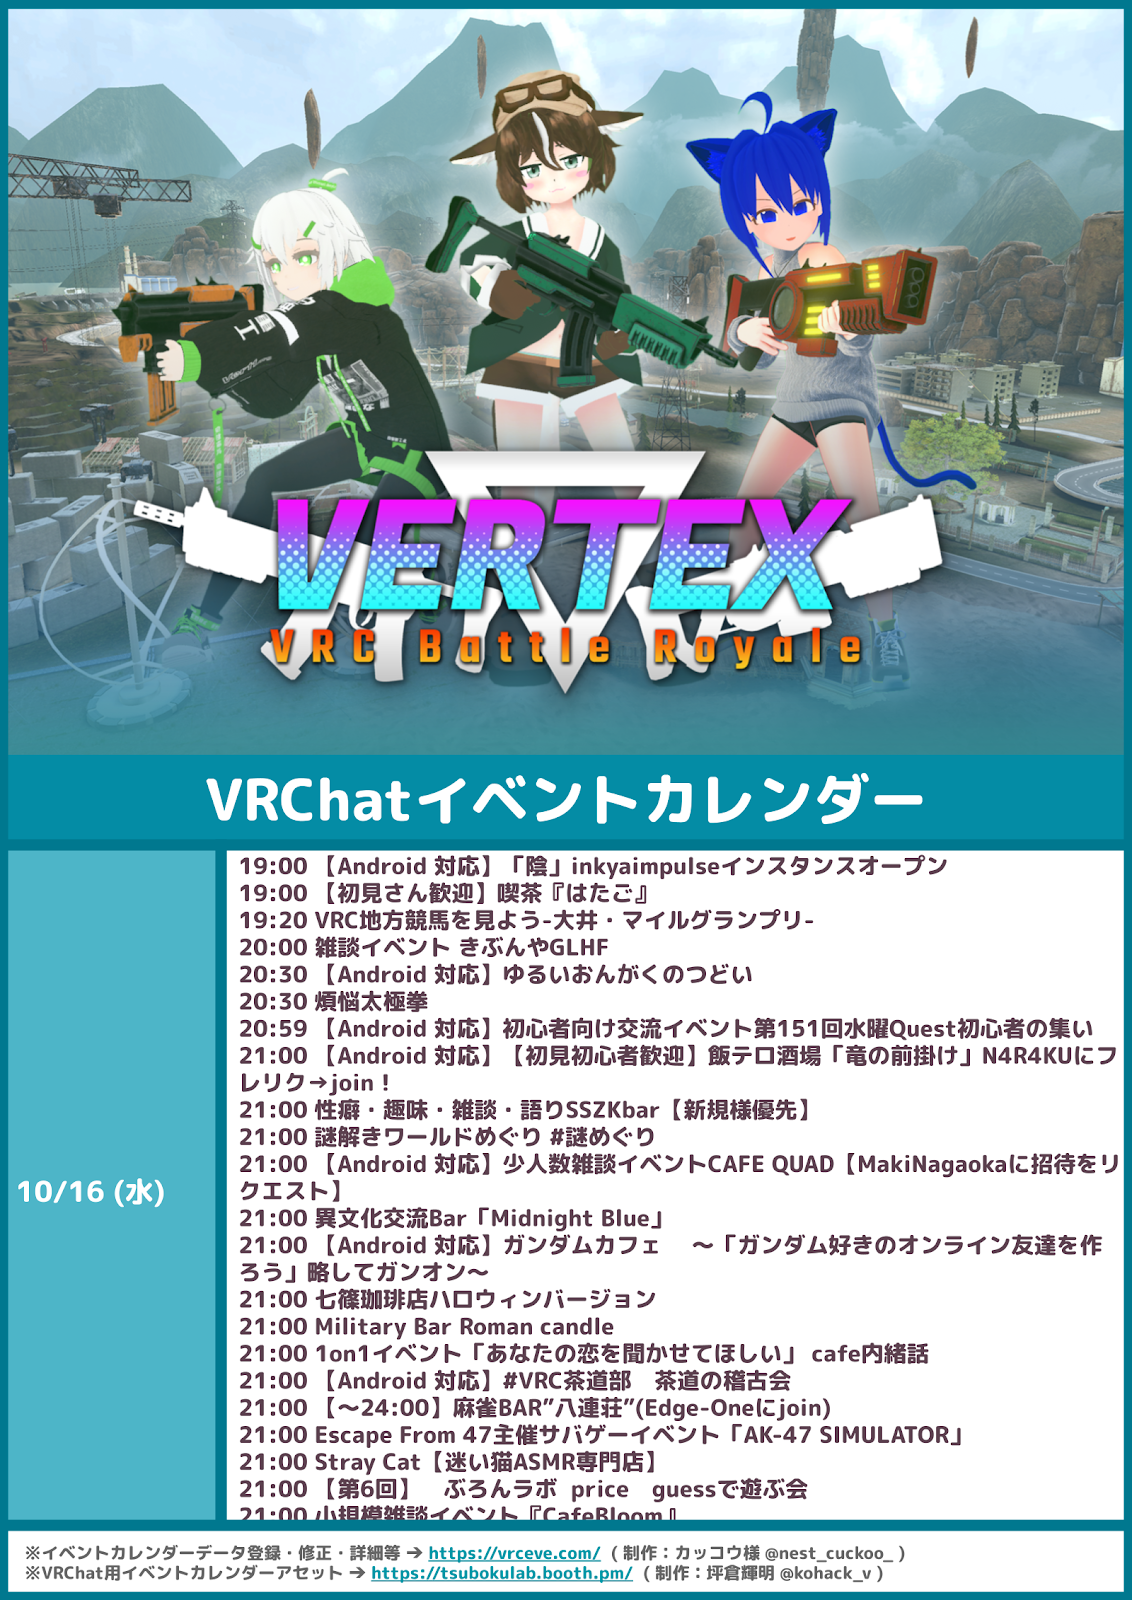 VERTEX
VRC Battle Royale
VRChatイベントカレンダー
10/16 (水)
19:00 【Android 対応】「陰」inkyaimpulseインスタンスオープン
19:00 【初見さん歓迎】喫茶『はたご』
19:20 VRC地方競馬を見よう-大井・マイルグランプリ-
20:00 雑談イベント きぶんやGLHF
20:30 【Android 対応】ゆるいおんがくのつどい
20:30 煩悩太極拳
20:59 【Android 対応】初心者向け交流イベント第151回水曜Quest初心者の集い
21:00 【Android 対応】【初見初心者歓迎】飯テロ酒場「竜の前掛け」N4R4KUにフ
レリク→join！
21:00 性癖・趣味・雑談・語りSSZKbar【新規様優先】
21:00 謎解きワールドめぐり #謎めぐり
21:00 【Android 対応】少人数雑談イベントCAFE QUAD【MakiNagaokaに招待をリ
クエスト】
21:00 異文化交流Bar「Midnight Blue」
21:00 【Android 対応】ガンダムカフェ　～「ガンダム好きのオンライン友達を作
ろう」略してガンオン～
21:00 七篠珈琲店ハロウィンバージョン
21:00 Military Bar Roman candle
21:00 1on1イベント「あなたの恋を聞かせてほしい」 cafe内緒話
21:00 【Android 対応】#VRC茶道部　茶道の稽古会
21:00 【～24:00】麻雀BAR”八連荘”(Edge-Oneにjoin)
21:00 Escape From 47主催サバゲーイベント「AK-47 SIMULATOR」
21:00 Stray Cat【迷い猫ASMR専門店】
21:00 【第6回】　ぶろんラボ price　guessで遊ぶ会
21:00 小規模雑談イベント『CafeBloom』
※イベントカレンダーデータ登録・修正・詳細等 → https://vrceve.com/ ( 制作：カッコウ様 @nest_cuckoo_ )
※VRChat用イベントカレンダーアセット → https://tsubokulab.booth.pm/ ( 制作：坪倉輝明 @kohack_v )